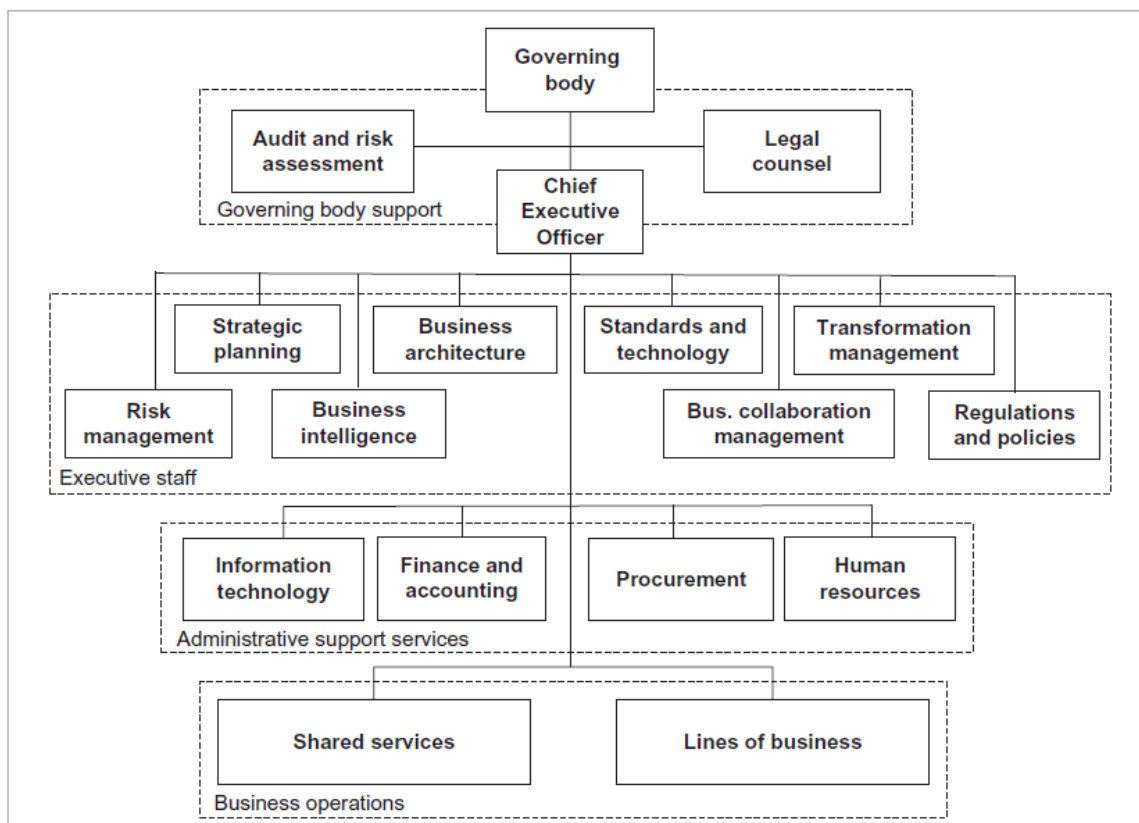 Governing
body
Audit and risk
assessment
Legal
counsel
Governing body support
Chief
Executive
Officer
Strategic
planning
Business
architecture
Standards and
technology
Transformation
management
Risk
management
Business
intelligence
Bus. collaboration
management
Regulations
and policies
Executive staff
Information
technology
Finance and
accounting
Procurement
Human
resources
Administrative support services
Shared services
Lines of business
Business operations